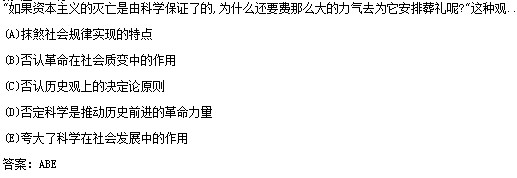 "如果资本主义的灭亡是由科学保证了的,为什么还要费那么大的力气去为它安排葬礼呢?"这种观..
(A)抹煞社会规律实现的特点
(B)否认革命在社会质变中的作用
(C)否认历史观上的决定论原则
(D)否定科学是推动历史前进的革命力量
(E)夸大了科学在社会发展中的作用
答案: ABE